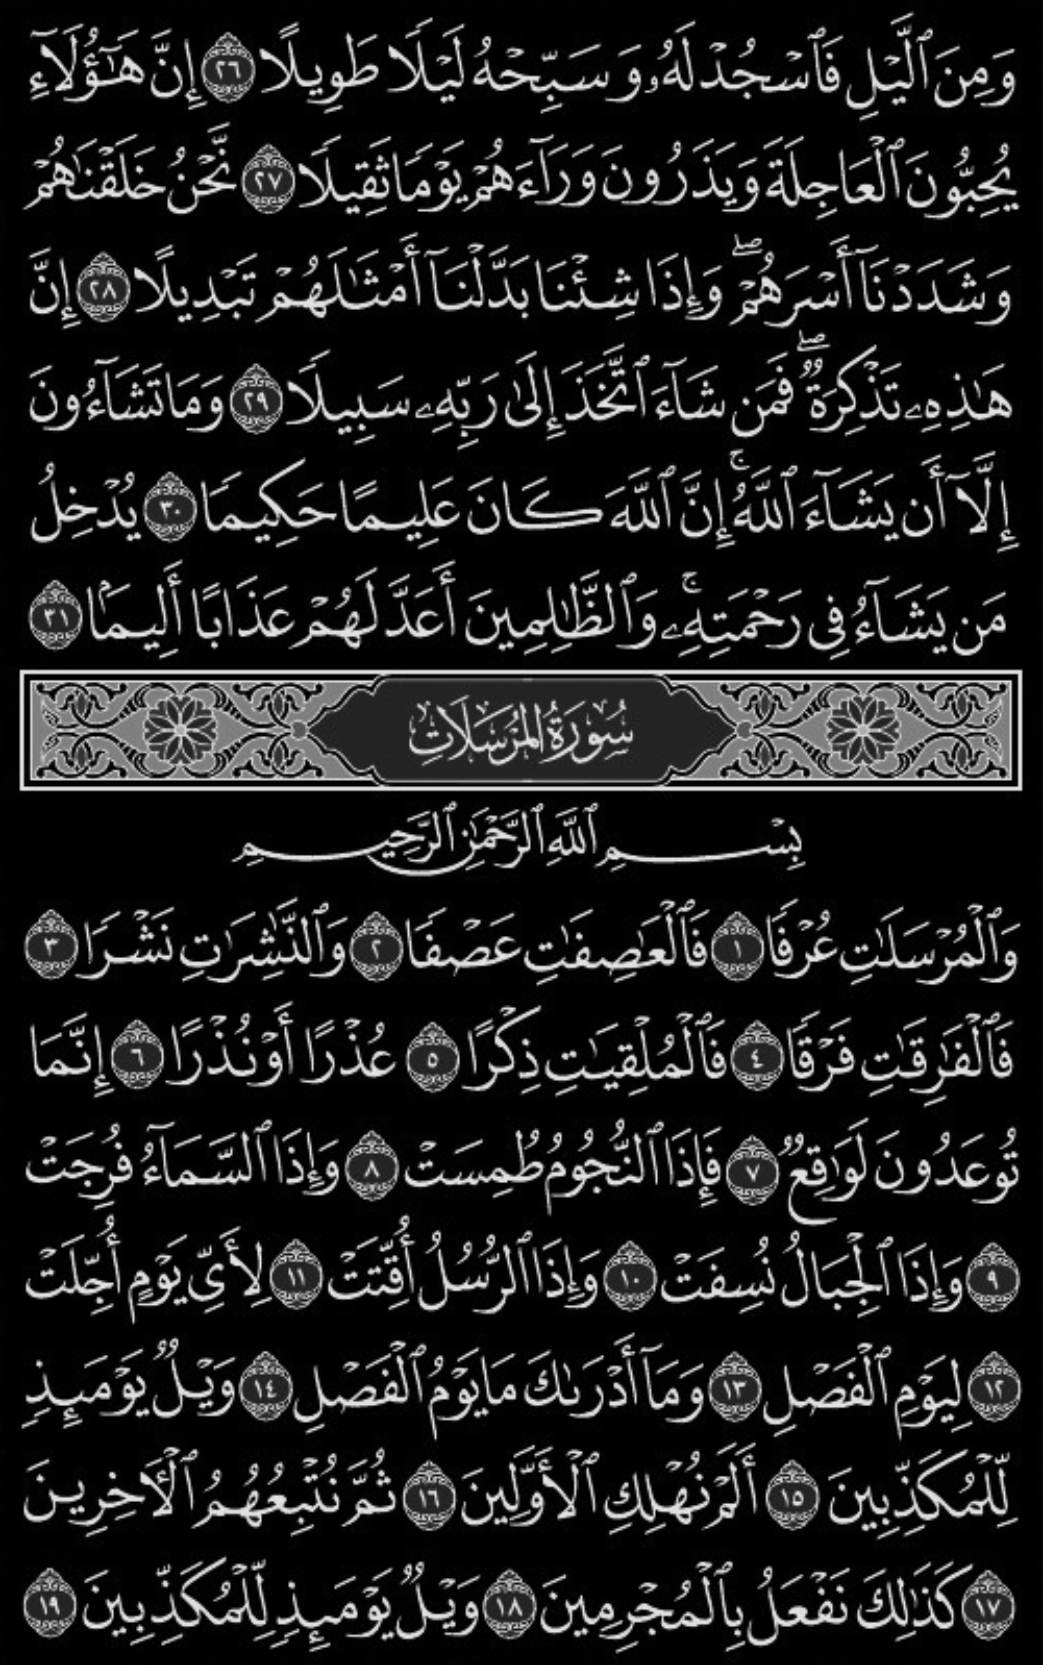 وَمِنَ ٱلَّيْلِ فَٱسْجُدْ لَهُۥ وَسَبِّحْهُ لَيْلًا طَوِيلًا ٢٦ إِنَّ هَـٰٓؤُلَآءِ
يُحِبُّونَ ٱلْعَاجِلَةَ وَيَذَرُونَ وَرَآءَهُمْ يَوْمًا ثَقِيلًا ٢٧ نَّحْنُ خَلَقْنَـٰهُمْ
وَشَدَدْنَآ أَسْرَهُمْ ۖ وَإِذَا شِئْنَا بَدَّلْنَآ أَمْثَـٰلَهُمْ تَبْدِيلًا ٢٨ إِنَّ
هَـٰذِهِۦ تَذْكِرَةٌ ۖ فَمَن شَآءَ ٱتَّخَذَ إِلَىٰ رَبِّهِۦ سَبِيلًا ٢٩ وَمَا تَشَآءُونَ
إِلَّآ أَن يَشَآءَ ٱللَّهُ ۚ إِنَّ ٱللَّهَ كَانَ عَلِيمًا حَكِيمًا ٣٠ يُدْخِلُ
مَن يَشَآءُ فِى رَحْمَتِهِۦ ۚ وَٱلظَّـٰلِمِينَ أَعَدَّ لَهُمْ عَذَابًا أَلِيمًۢا ٣١
سُورَةُ المُرْسَلَاتِ
بِسْمِ ٱللَّهِ ٱلرَّحْمَـٰنِ ٱلرَّحِيمِ
وَٱلْمُرْسَلَـٰتِ عُرْفًا ١ فَٱلْعَـٰصِفَـٰتِ عَصْفًا ٢ وَٱلنَّـٰشِرَٰتِ نَشْرًا ٣
فَٱلْفَـٰرِقَـٰتِ فَرْقًا ٤ فَٱلْمُلْقِيَـٰتِ ذِكْرًا ٥ عُذْرًا أَوْ نُذْرًا ٦ إِنَّمَا
تُوعَدُونَ لَوَٰقِعٌ ٧ فَإِذَا ٱلنُّجُومُ طُمِسَتْ ٨ وَإِذَا ٱلسَّمَآءُ فُرِجَتْ
٩ وَإِذَا ٱلْجِبَالُ نُسِفَتْ ١٠ وَإِذَا ٱلرُّسُلُ أُقِّتَتْ ١١ لِأَىِّ يَوْمٍ أُجِّلَتْ
١٢ لِيَوْمِ ٱلْفَصْلِ ١٣ وَمَآ أَدْرَىٰكَ مَا يَوْمُ ٱلْفَصْلِ ١٤ وَيْلٌ يَوْمَئِذٍ
لِّلْمُكَذِّبِينَ ١٥ أَلَمْ نُهْلِكِ ٱلْأَوَّلِينَ ١٦ ثُمَّ نُتْبِعُهُمُ ٱلْـَٔاخِرِينَ
١٧ كَذَٰلِكَ نَفْعَلُ بِٱلْمُجْرِمِينَ ١٨ وَيْلٌ يَوْمَئِذٍ لِّلْمُكَذِّبِينَ ١٩